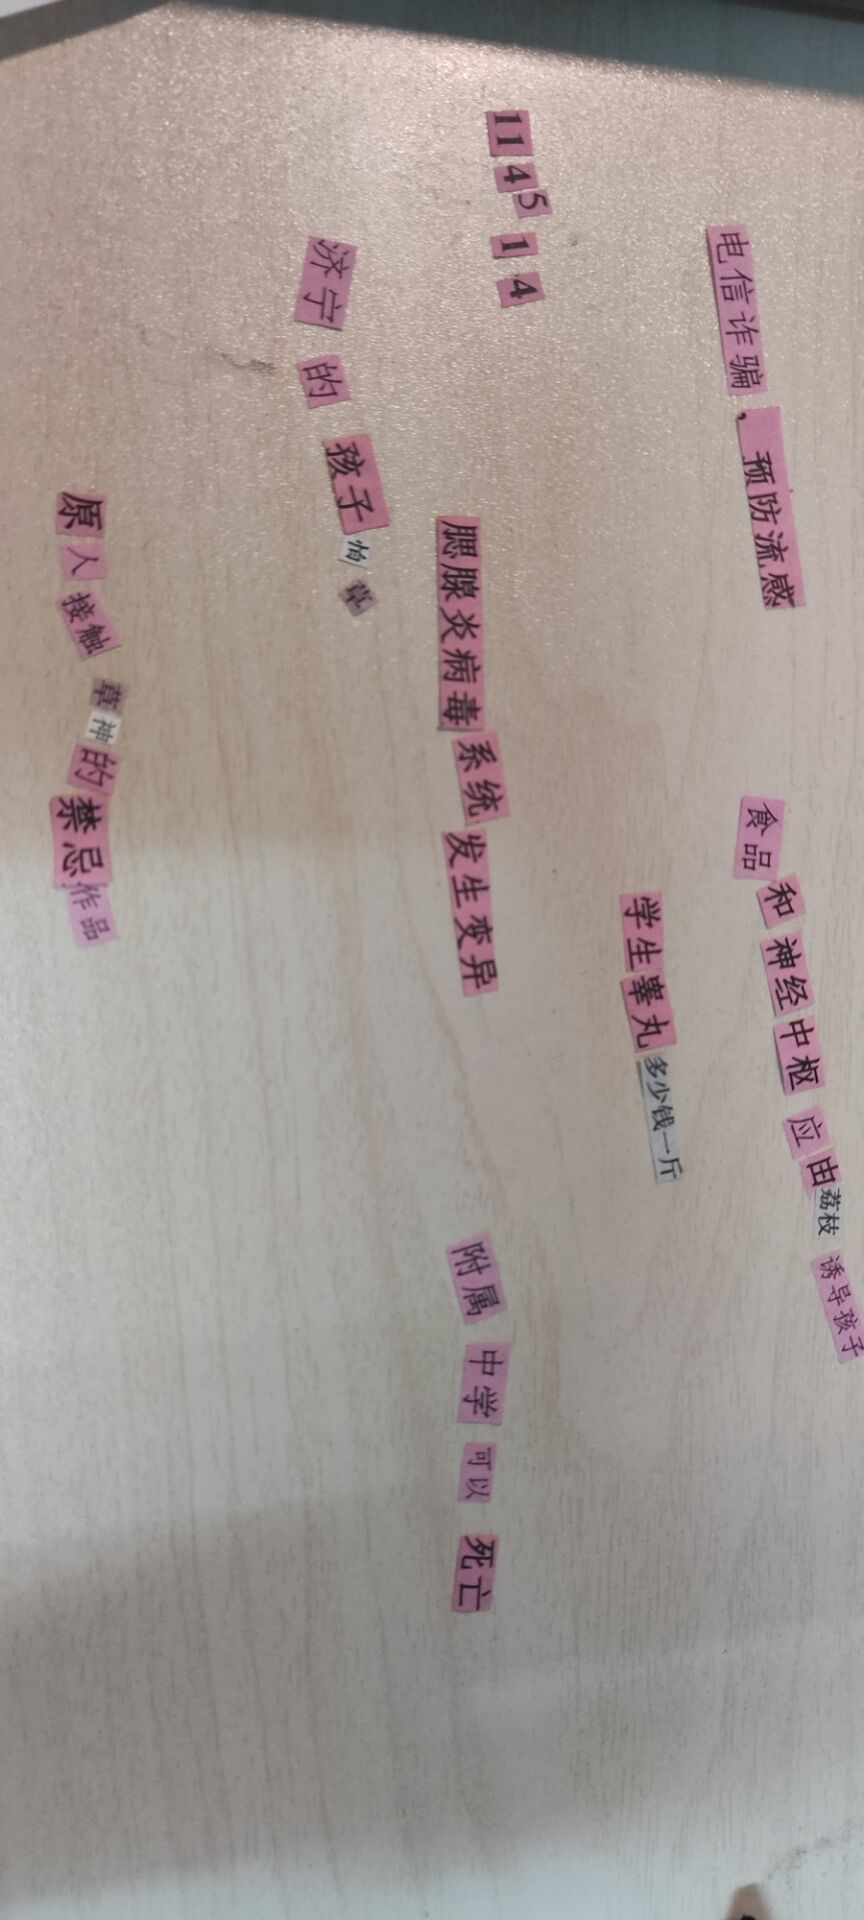 电信诈骗，预防流感
食品和神经中枢应由荔枝诱导孩子
学生睾丸多少钱一斤
114514
腮腺炎病毒系统发生变异
附属中学可以死亡
济宁的孩子怕草
原人接触草神的禁忌作品